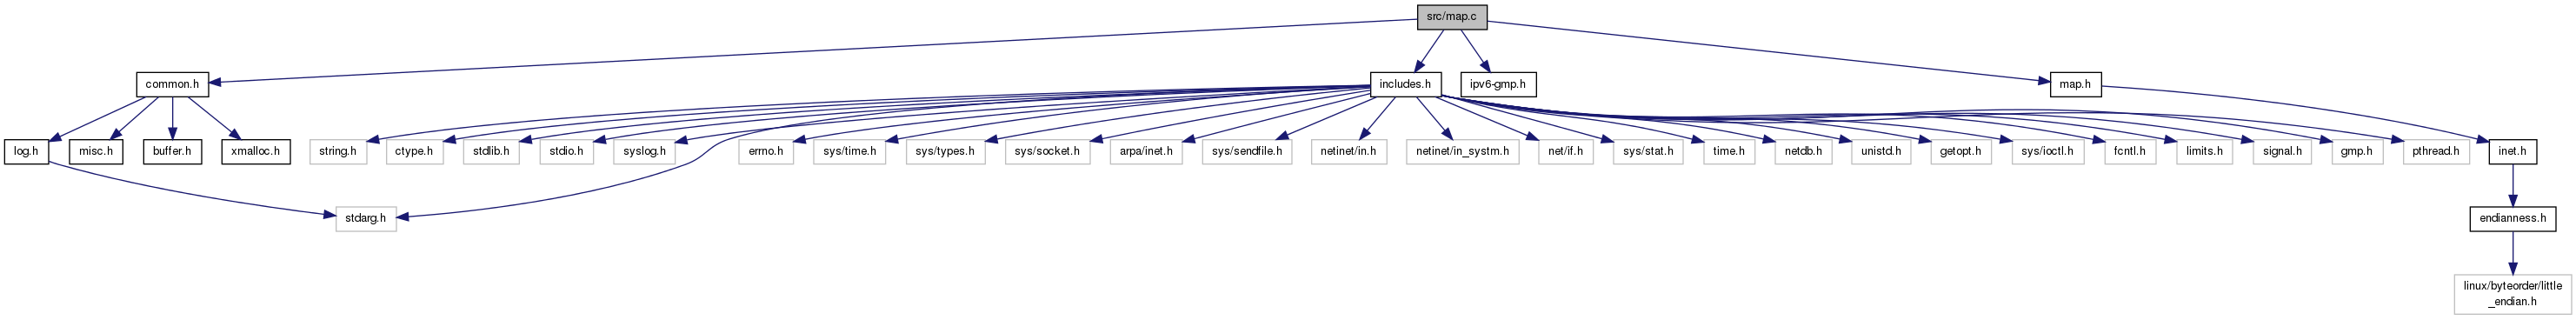 src/map.c
common.h
includes.h
ipv6-gmp.h
map.h
log.h
misc.h
buffer.h
xmalloc.h
string.h
ctype.h
stdlib.h
stdio.h
syslog.h
errno.h
sys/time.h
sys/types.h
sys/socket.h
arpa/inet.h
sys/sendfile.h
netinet/in.h
netinet/in_systm.h
net/if.h
sys/stat.h
time.h
netdb.h
unistd.h
getopt.h
sys/ioctl.h
fcntl.h
limits.h
signal.h
gmp.h
pthread.h
inet.h
stdarg.h
endianness.h
linux/byteorder/little
_endian.h